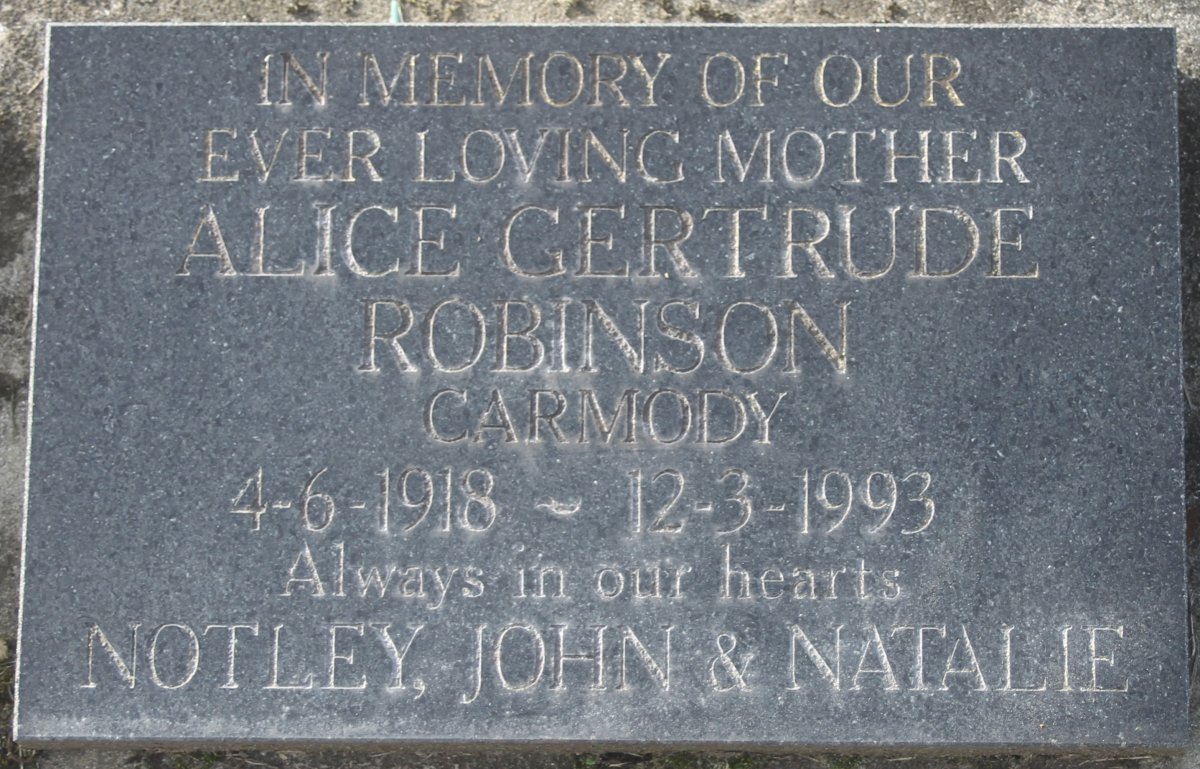 IN MEMORY OF OUR
EVER LOVING MOTHER
ALICE GERTRUDE
ROBINSON
CARMODY
4-6-1918 ~ 12-3-1993
Always in our hearts
NOTLEY, JOHN & NATALIE